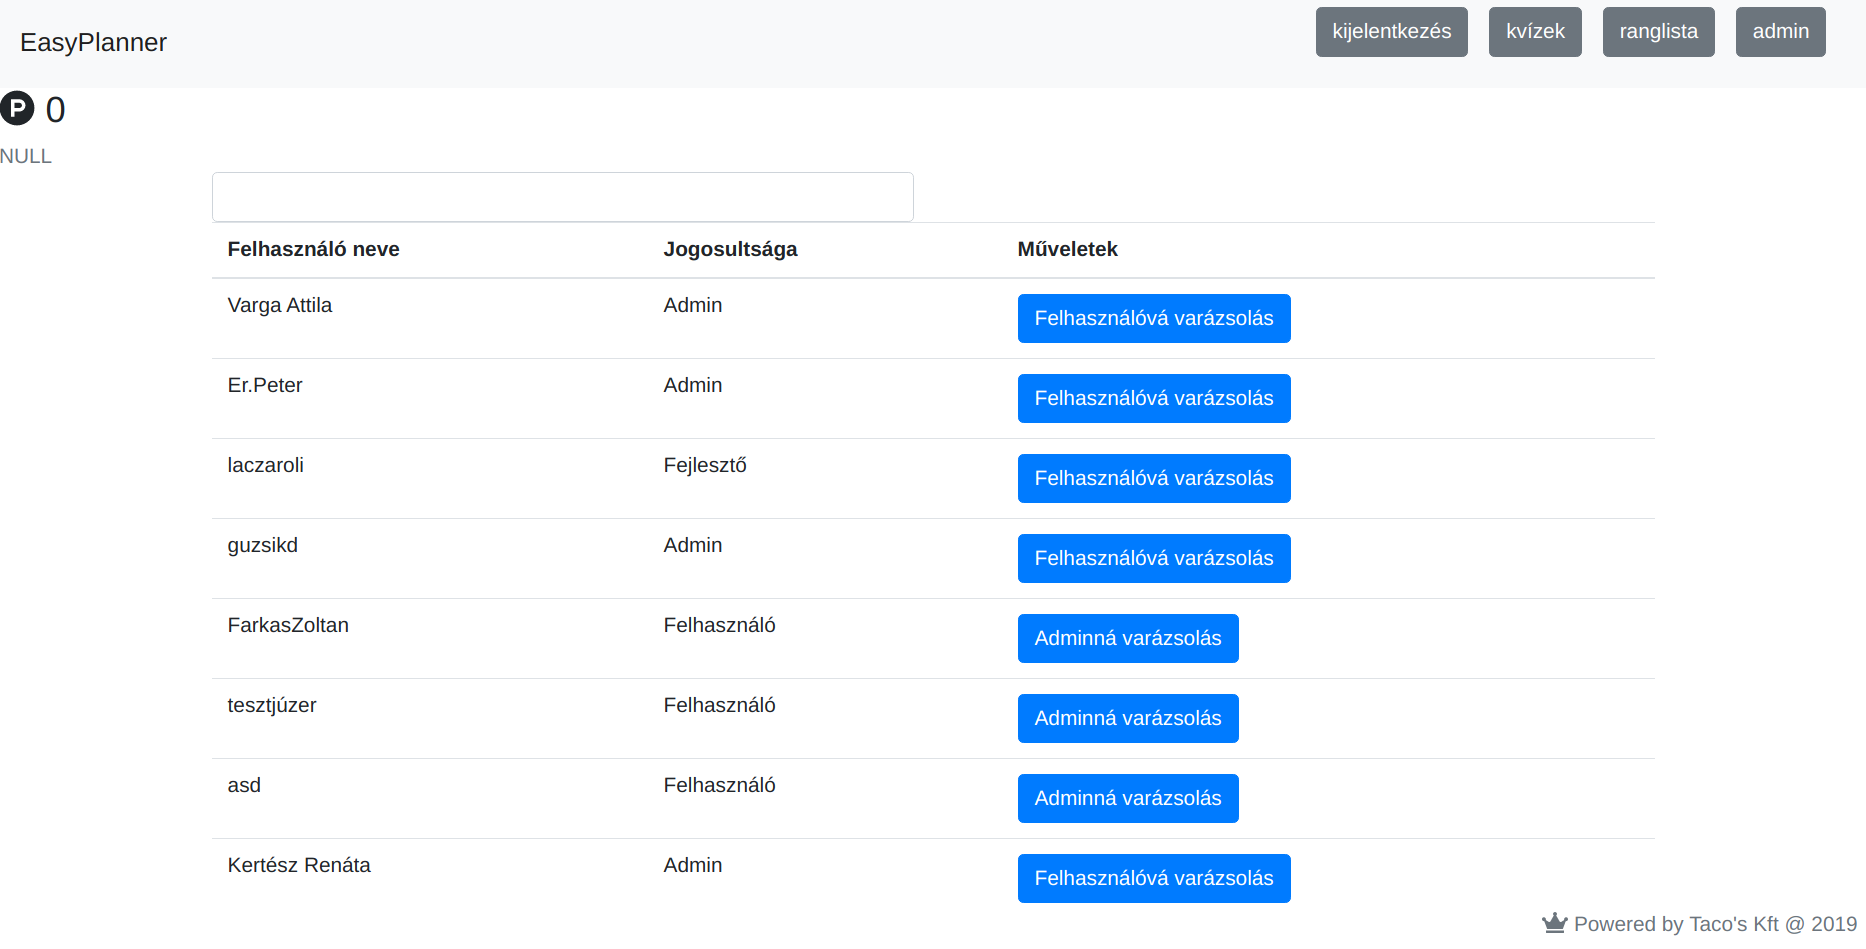 EasyPlanner kijelentkezés kvízek ranglista admin
P 0
NULL
Felhasználó neve Jogosultsága Műveletek
Varga Attila Admin Felhasználóvá varázsolás
Er.Peter Admin Felhasználóvá varázsolás
laczaroli Fejlesztő Felhasználóvá varázsolás
guzsikd Admin Felhasználóvá varázsolás
FarkasZoltan Felhasználó Adminná varázsolás
tesztjúzer Felhasználó Adminná varázsolás
asd Felhasználó Adminná varázsolás
Kertész Renáta Admin Felhasználóvá varázsolás
Powered by Taco's Kft @ 2019